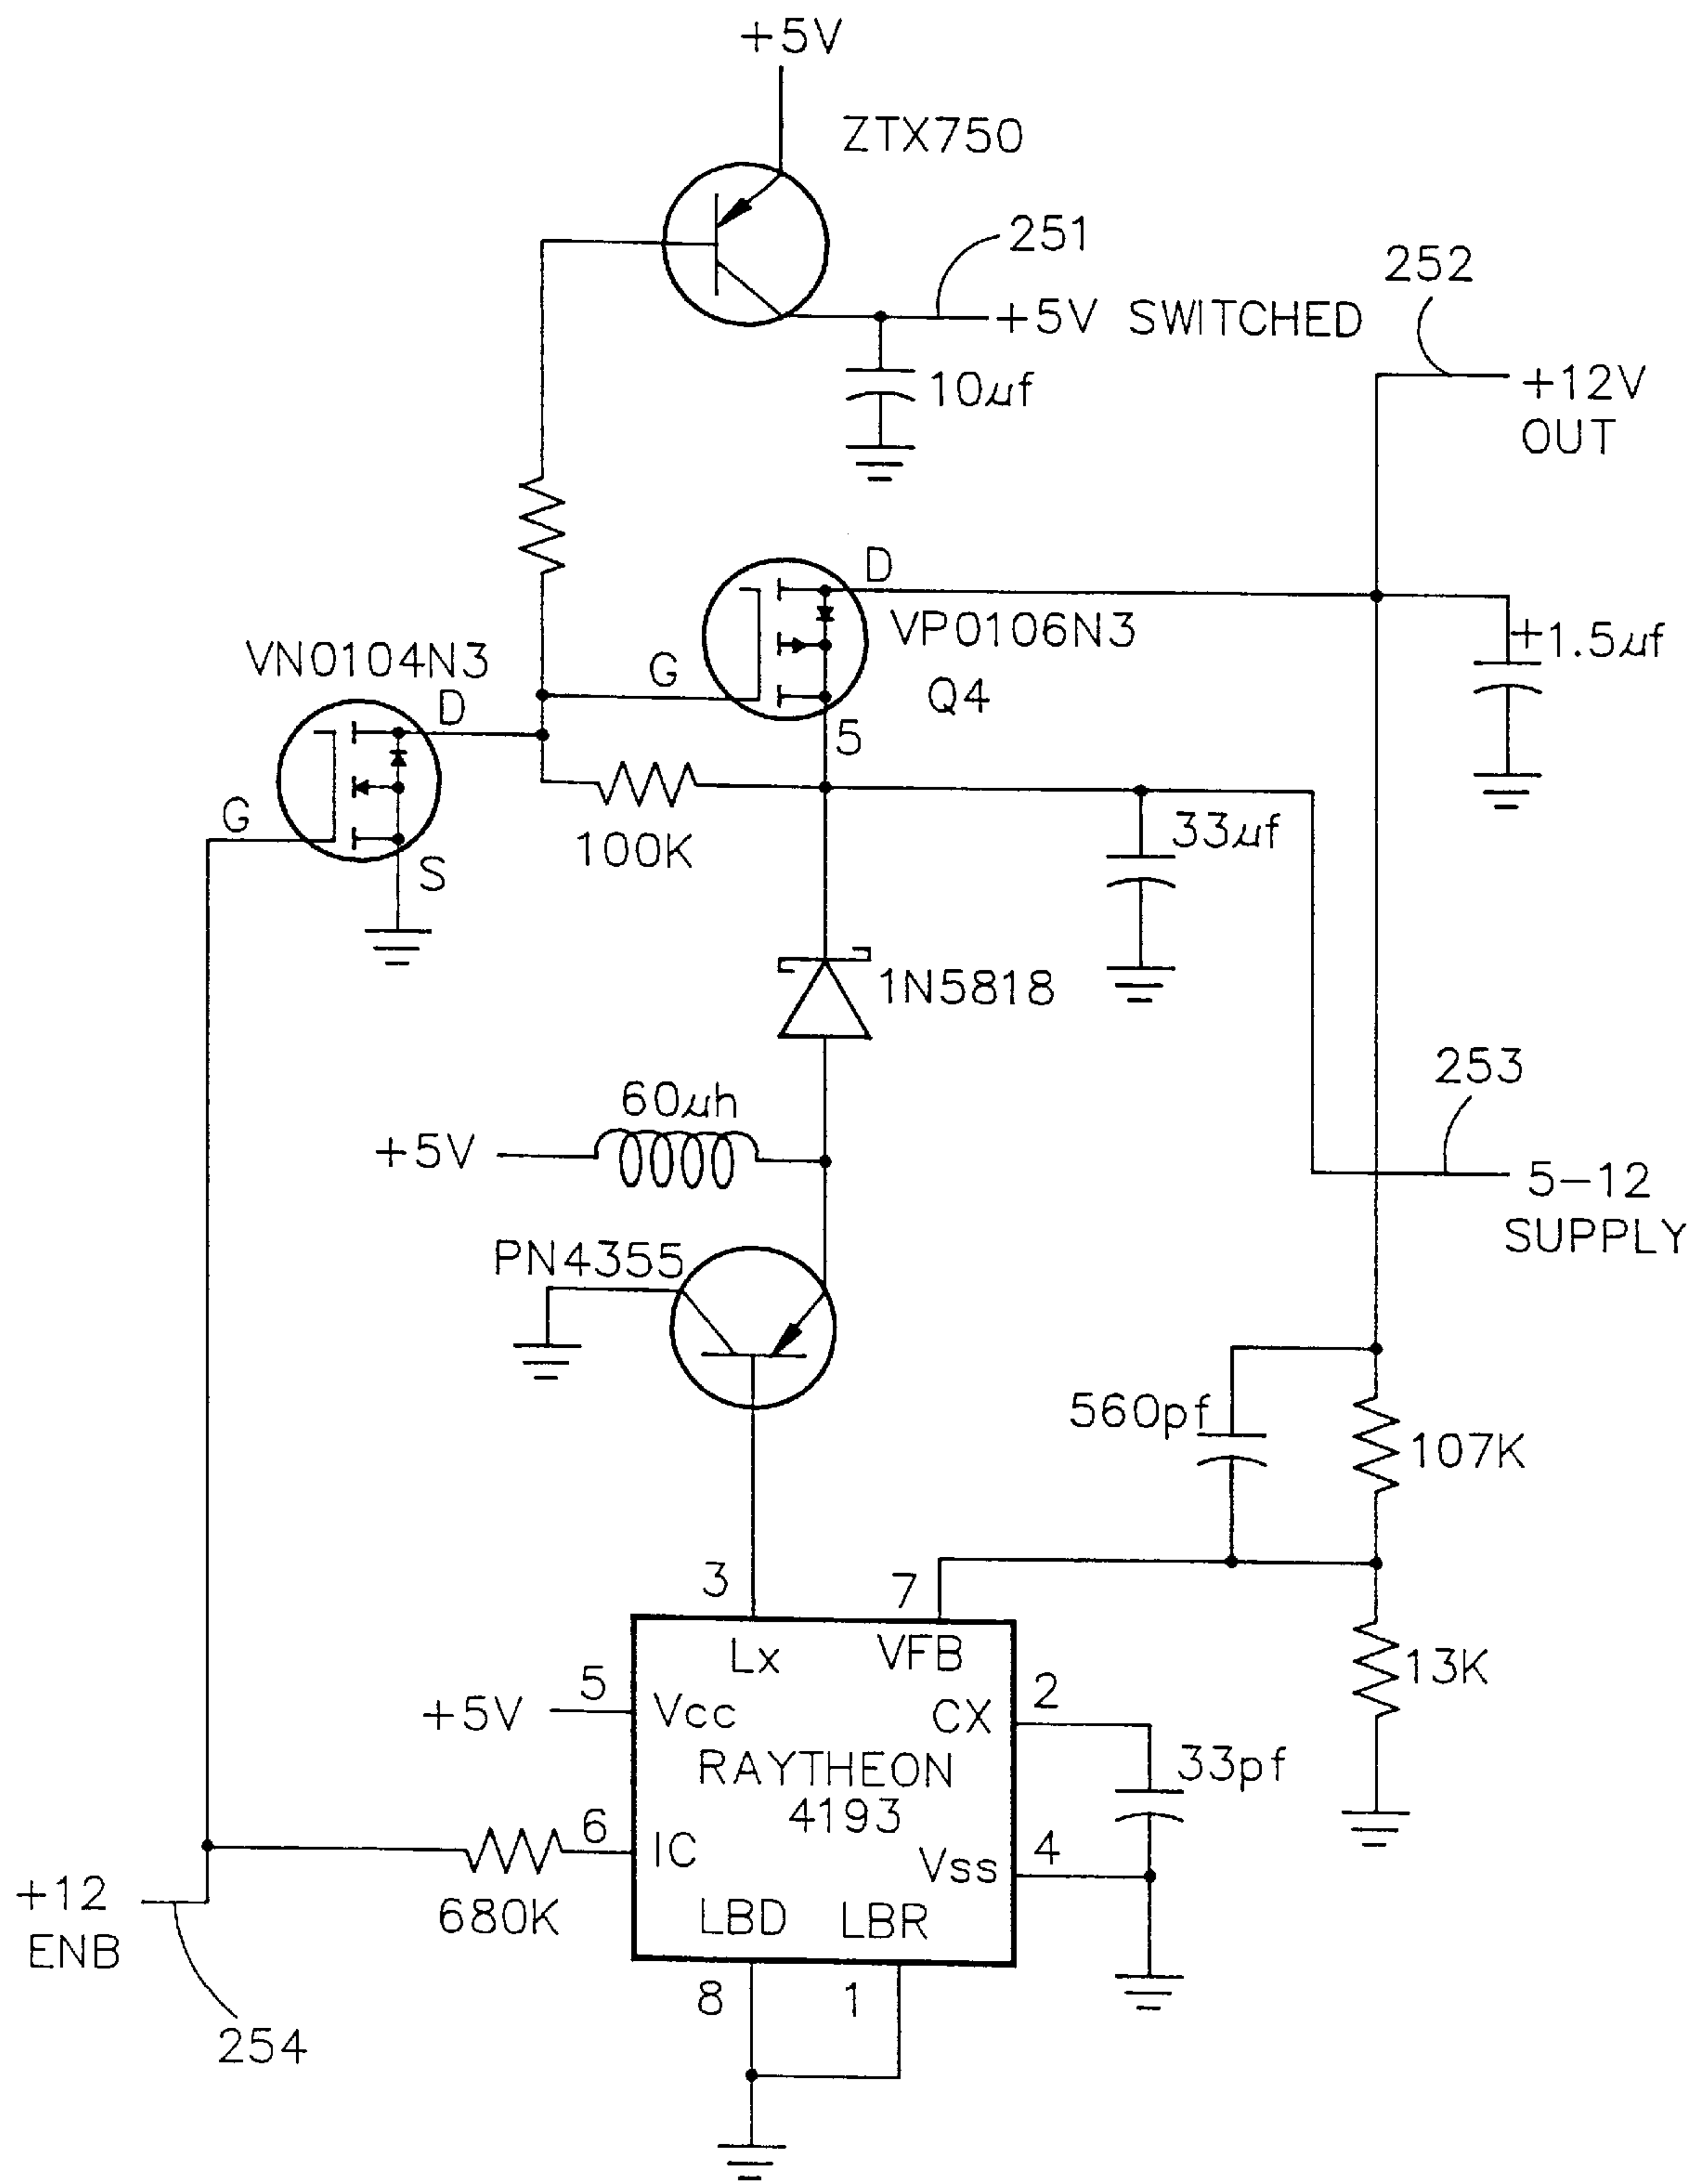 +5V
ZTX750
251
252
+5V SWITCHED
+12V
OUT
10µf
D
VP0106N3
+1.5µf
VN0104N3
G
Q4
D
5
G
33µf
100K
S
1N5818
253
60µh
+5V
5-12
SUPPLY
PN4355
560pf
107K
3
7
Lx
VFB
13K
5
2
+5V
Vcc
CX
RAYTHEON
4193
33pf
6
IC
4
Vss
+12
ENB
680K
LBD
LBR
8
1
254